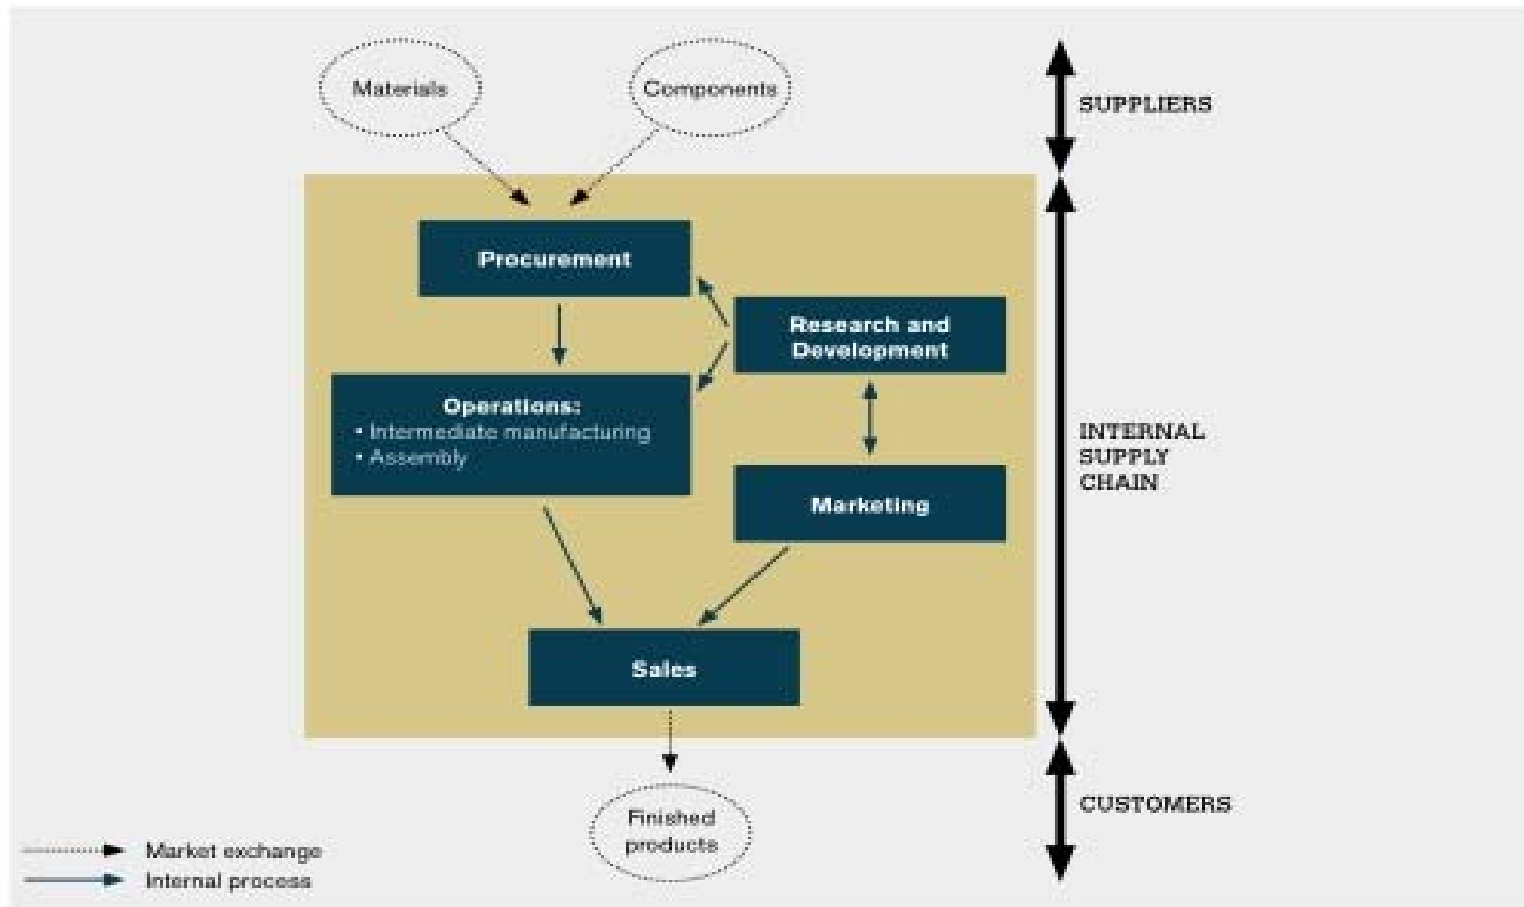 Materials
Components
SUPPLIERS
Procurement
Research and
Development
Operations:
• Intermediate manufacturing
• Assembly
INTERNAL
SUPPLY
CHAIN
Marketing
Sales
CUSTOMERS
Finished
products
Market exchange
Internal process